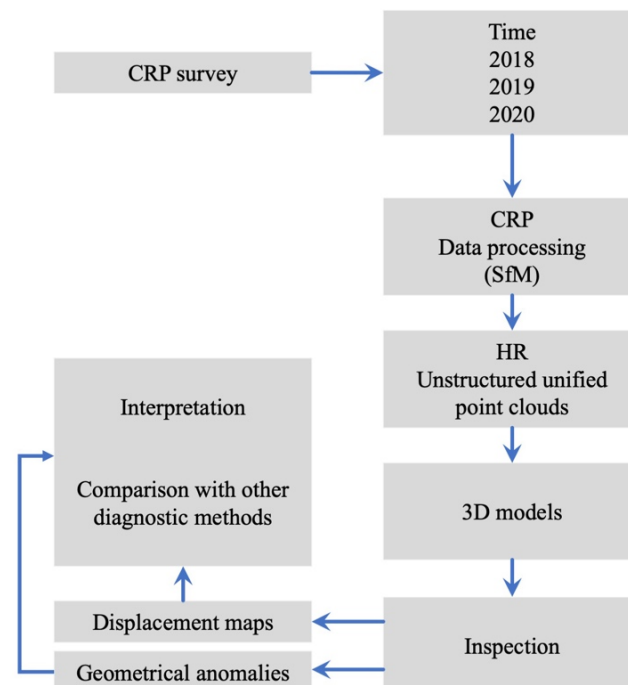 CRP survey
Time
2018
2019
2020
CRP
Data processing
(SfM)
HR
Unstructured unified
point clouds
3D models
Inspection
Displacement maps
Geometrical anomalies
Interpretation
Comparison with other
diagnostic methods